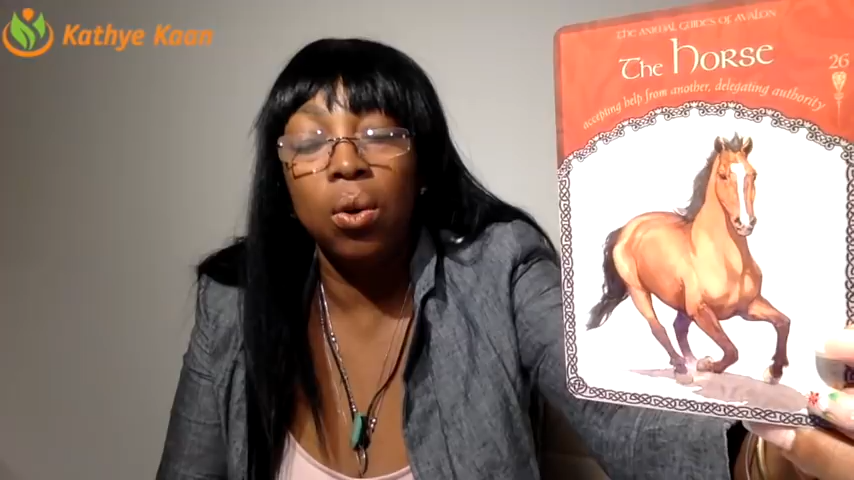 Kathye Kaan
THE ANIMAL GUIDES OF AVALON
The Horse
26
accepting help from another, delegating authority